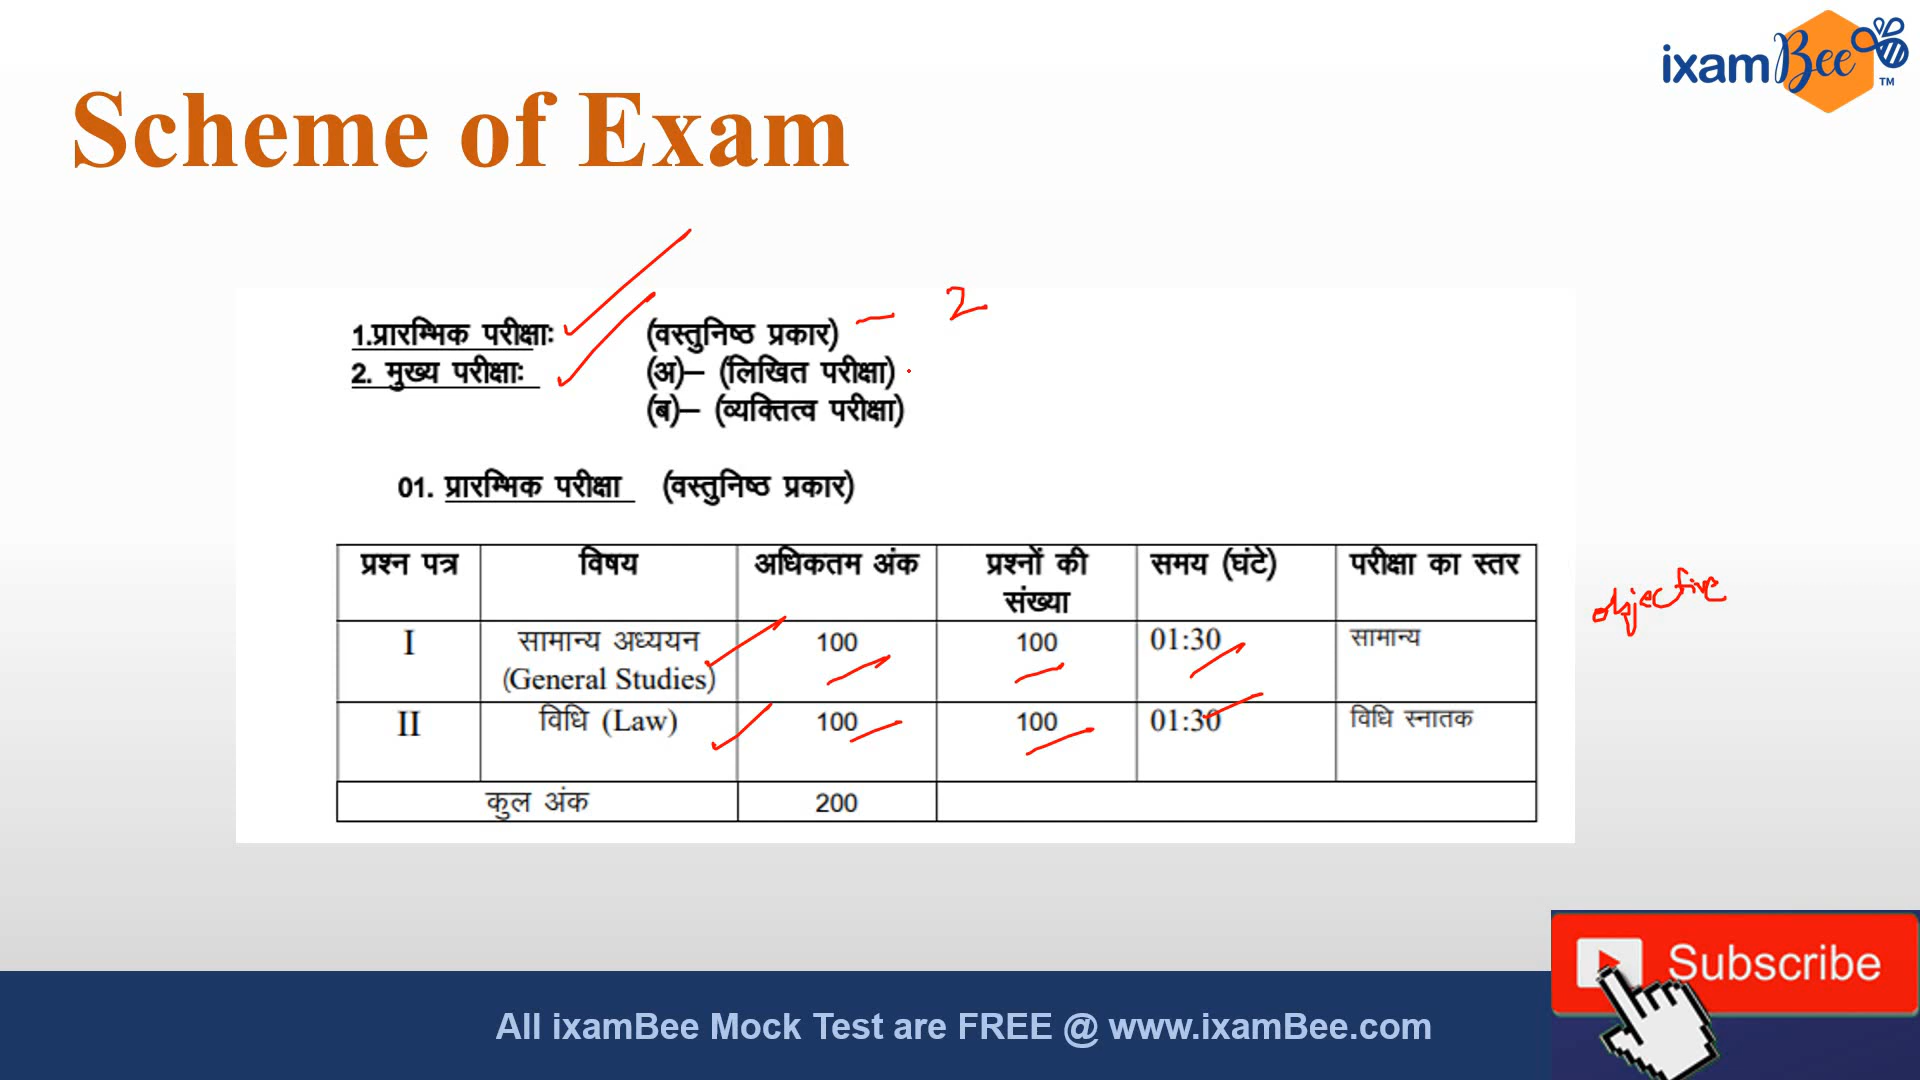 ixamBee TM
Scheme of Exam
2
1.प्रारम्भिक परीक्षाः (वस्तुनिष्ठ प्रकार) –
2. मुख्य परीक्षाः (अ)– (लिखित परीक्षा)
(ब)– (व्यक्तित्व परीक्षा)
01. प्रारम्भिक परीक्षा (वस्तुनिष्ठ प्रकार)
प्रश्न पत्र विषय अधिकतम अंक प्रश्नों की संख्या समय (घंटे) परीक्षा का स्तर
objective
I सामान्य अध्ययन (General Studies) 100 100 01:30 सामान्य
II विधि (Law) 100 100 01:30 विधि स्नातक
कुल अंक 200
Subscribe
All ixamBee Mock Test are FREE @ www.ixamBee.com